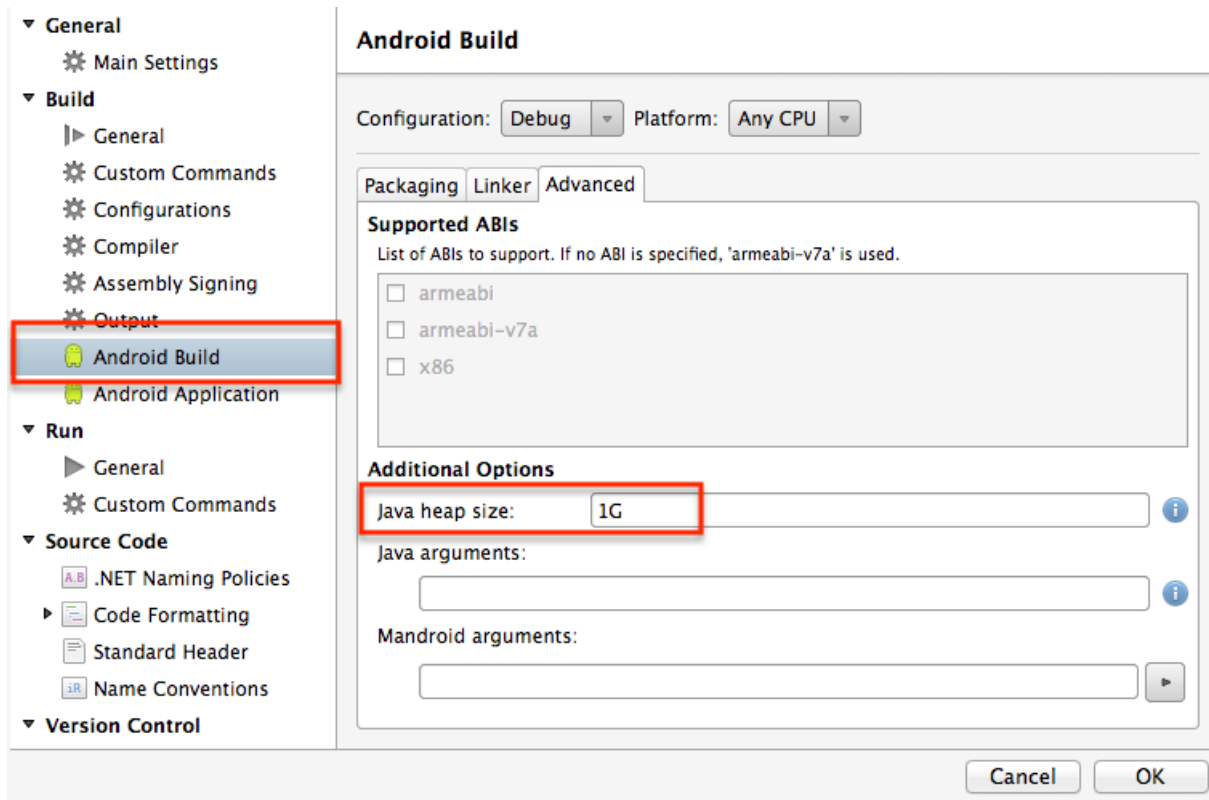 General
Main Settings
Build
General
Custom Commands
Configurations
Compiler
Assembly Signing
Output
Android Build
Android Application
Run
General
Custom Commands
Source Code
A.B .NET Naming Policies
Code Formatting
Standard Header
iR Name Conventions
Version Control
Android Build
Configuration: Debug Platform: Any CPU
Packaging Linker Advanced
Supported ABIs
List of ABIs to support. If no ABI is specified, 'armeabi-v7a' is used.
armeabi
armeabi-v7a
x86
Additional Options
Java heap size: 1G
Java arguments:
Mandroid arguments:
Cancel OK